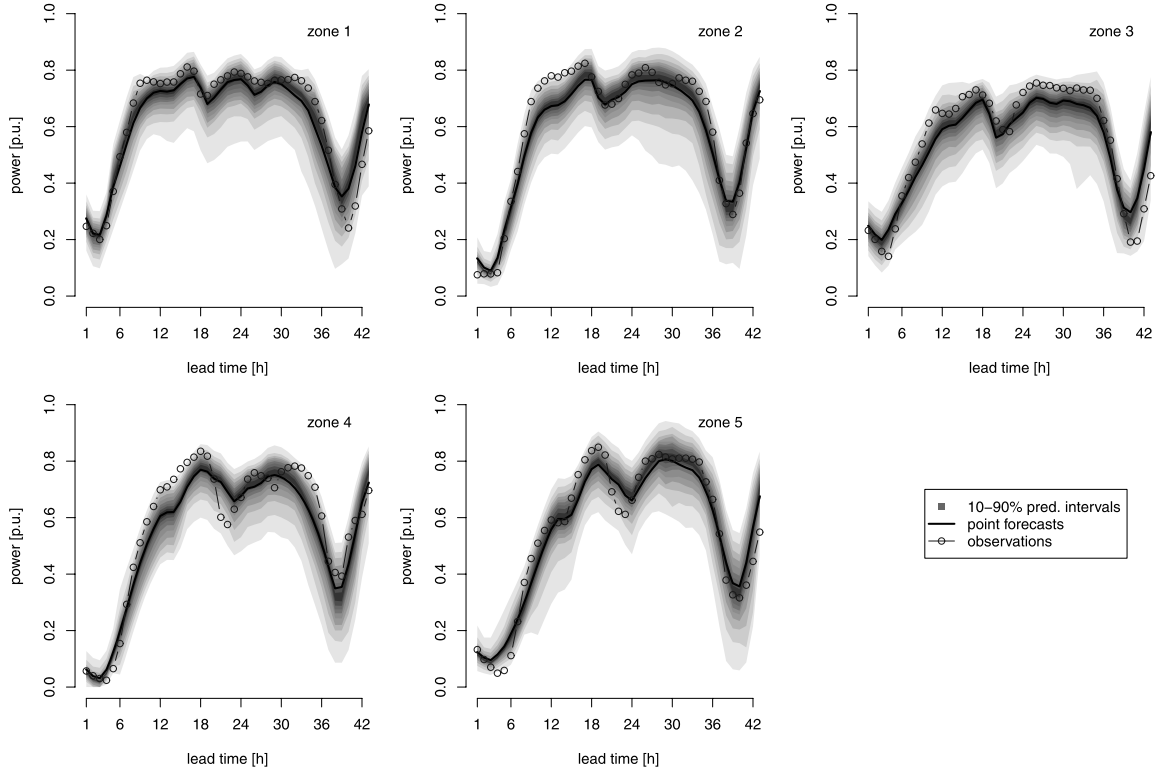 zone 1
1.0
0.8
0.6
0.4
0.2
0.0
power [p.u.]
1 6 12 18 24 30 36 42
lead time [h]
zone 2
1.0
0.8
0.6
0.4
0.2
0.0
power [p.u.]
1 6 12 18 24 30 36 42
lead time [h]
zone 3
1.0
0.8
0.6
0.4
0.2
0.0
power [p.u.]
1 6 12 18 24 30 36 42
lead time [h]
zone 4
1.0
0.8
0.6
0.4
0.2
0.0
power [p.u.]
1 6 12 18 24 30 36 42
lead time [h]
zone 5
1.0
0.8
0.6
0.4
0.2
0.0
power [p.u.]
1 6 12 18 24 30 36 42
lead time [h]
10−90% pred. intervals
point forecasts
observations